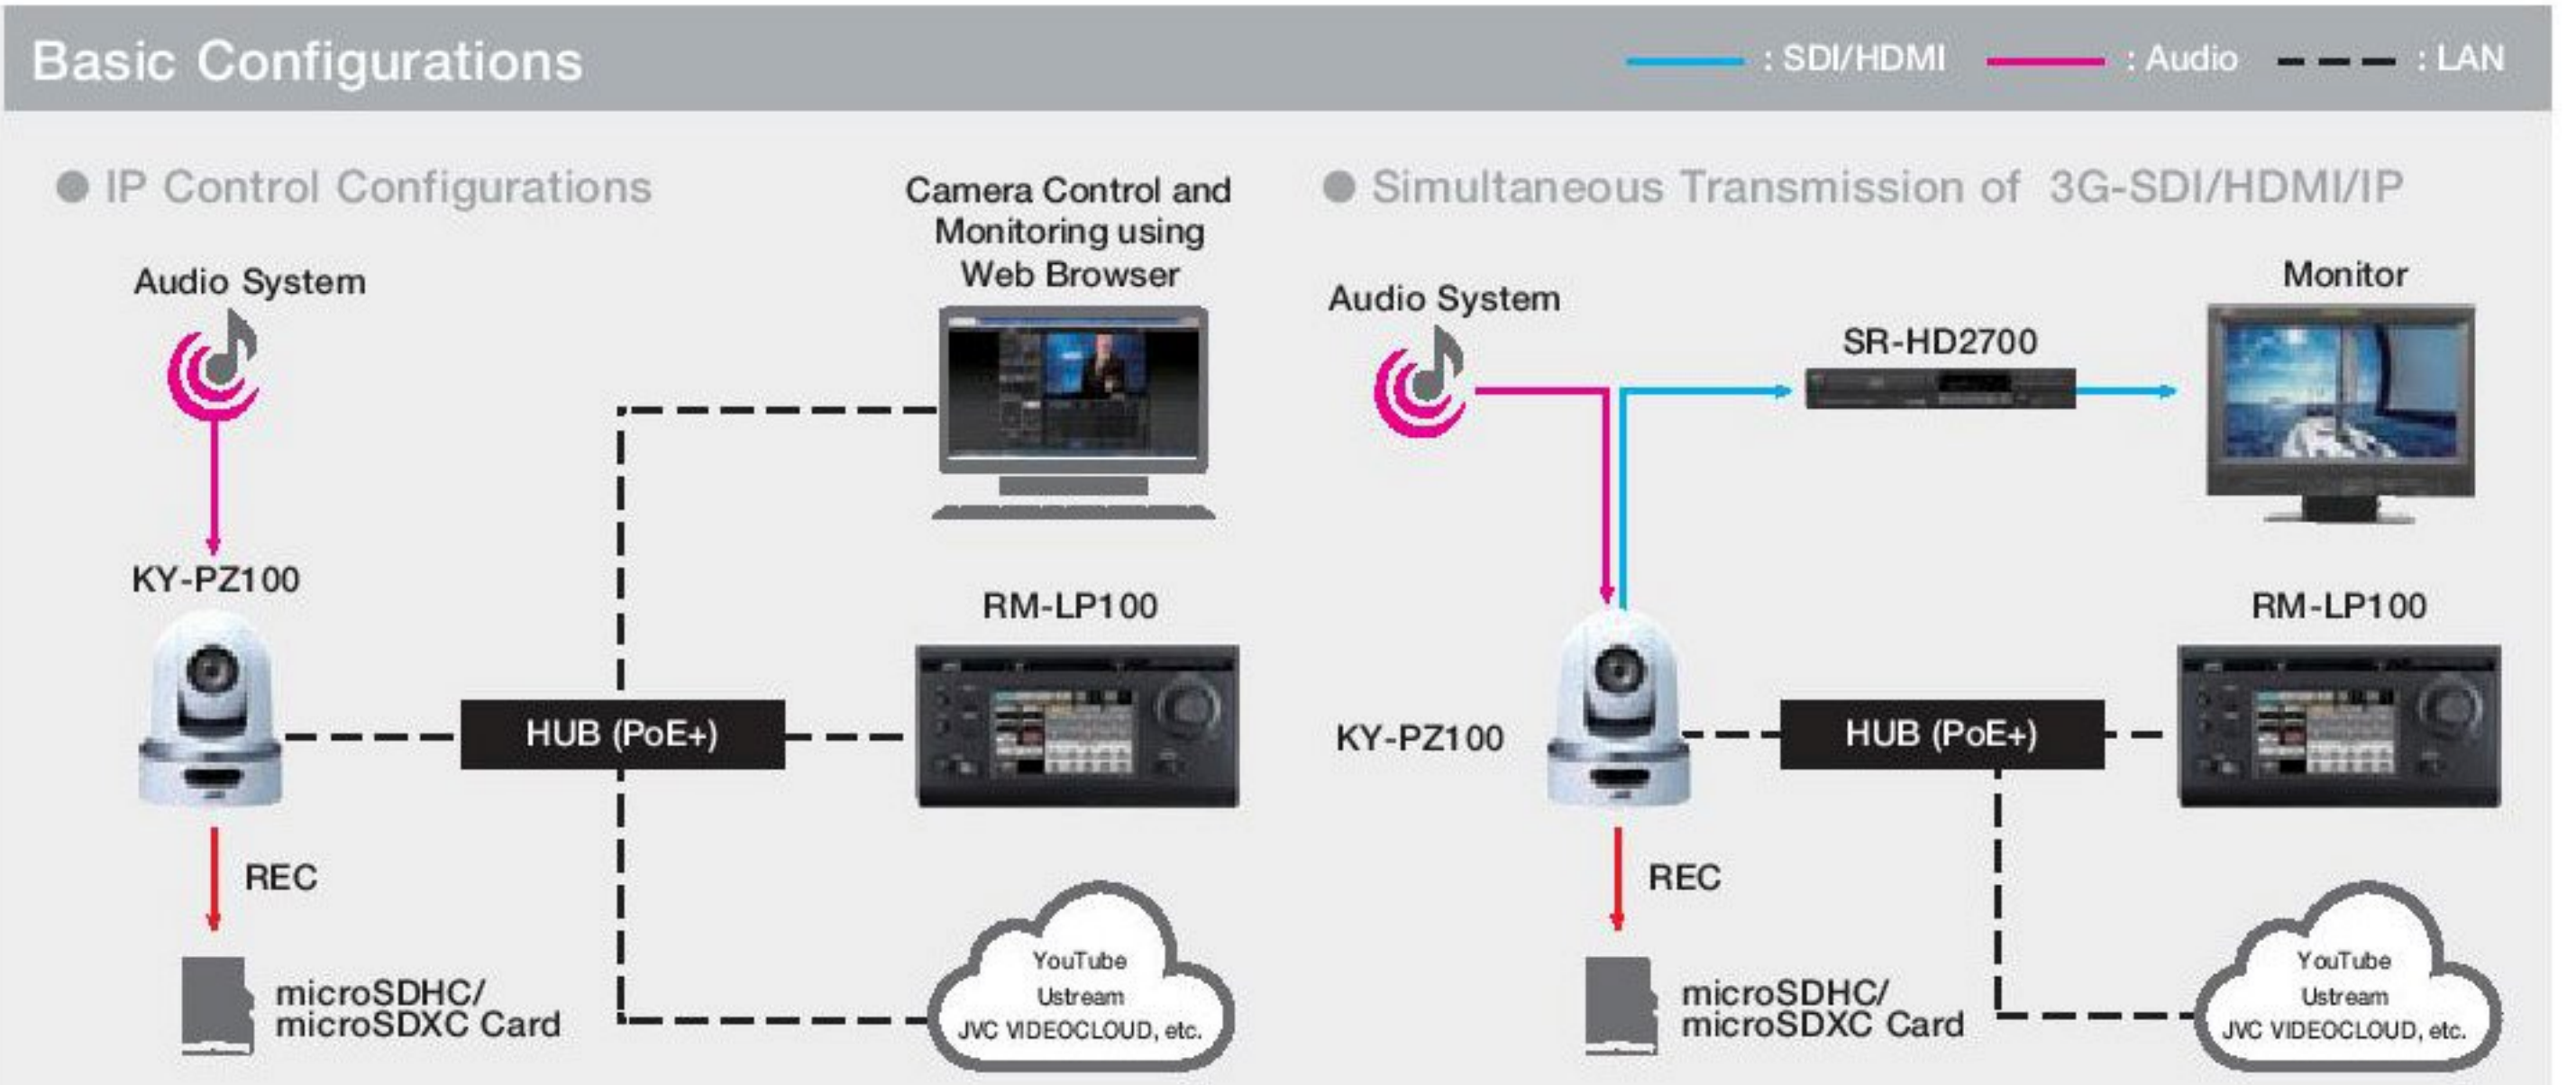 Basic Configurations
: SDI/HDMI
: Audio
: LAN
● IP Control Configurations
Audio System
KY-PZ100
REC
microSDHC/
microSDXC Card
HUB (PoE+)
Camera Control and
Monitoring using
Web Browser
RM-LP100
YouTube
Ustream
JVC VIDEOCLOUD, etc.
● Simultaneous Transmission of 3G-SDI/HDMI/IP
Audio System
SR-HD2700
Monitor
KY-PZ100
HUB (PoE+)
RM-LP100
REC
microSDHC/
microSDXC Card
YouTube
Ustream
JVC VIDEOCLOUD, etc.